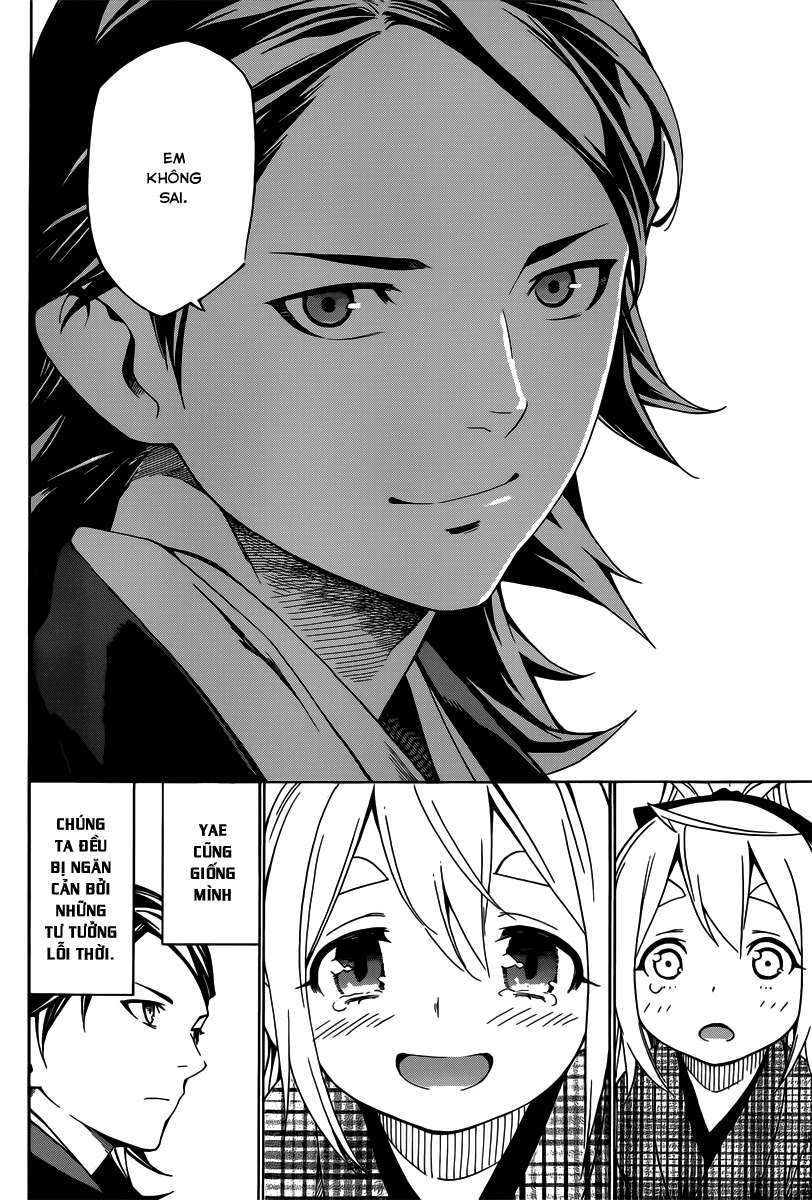 EM
KHÔNG
SAI.
YAE
CŨNG
GIỐNG
MÌNH
CHÚNG
TA ĐỀU
BỊ NGĂN
CẢN BỞI
NHỮNG
TƯ TƯỞNG
LỖI THỜI.